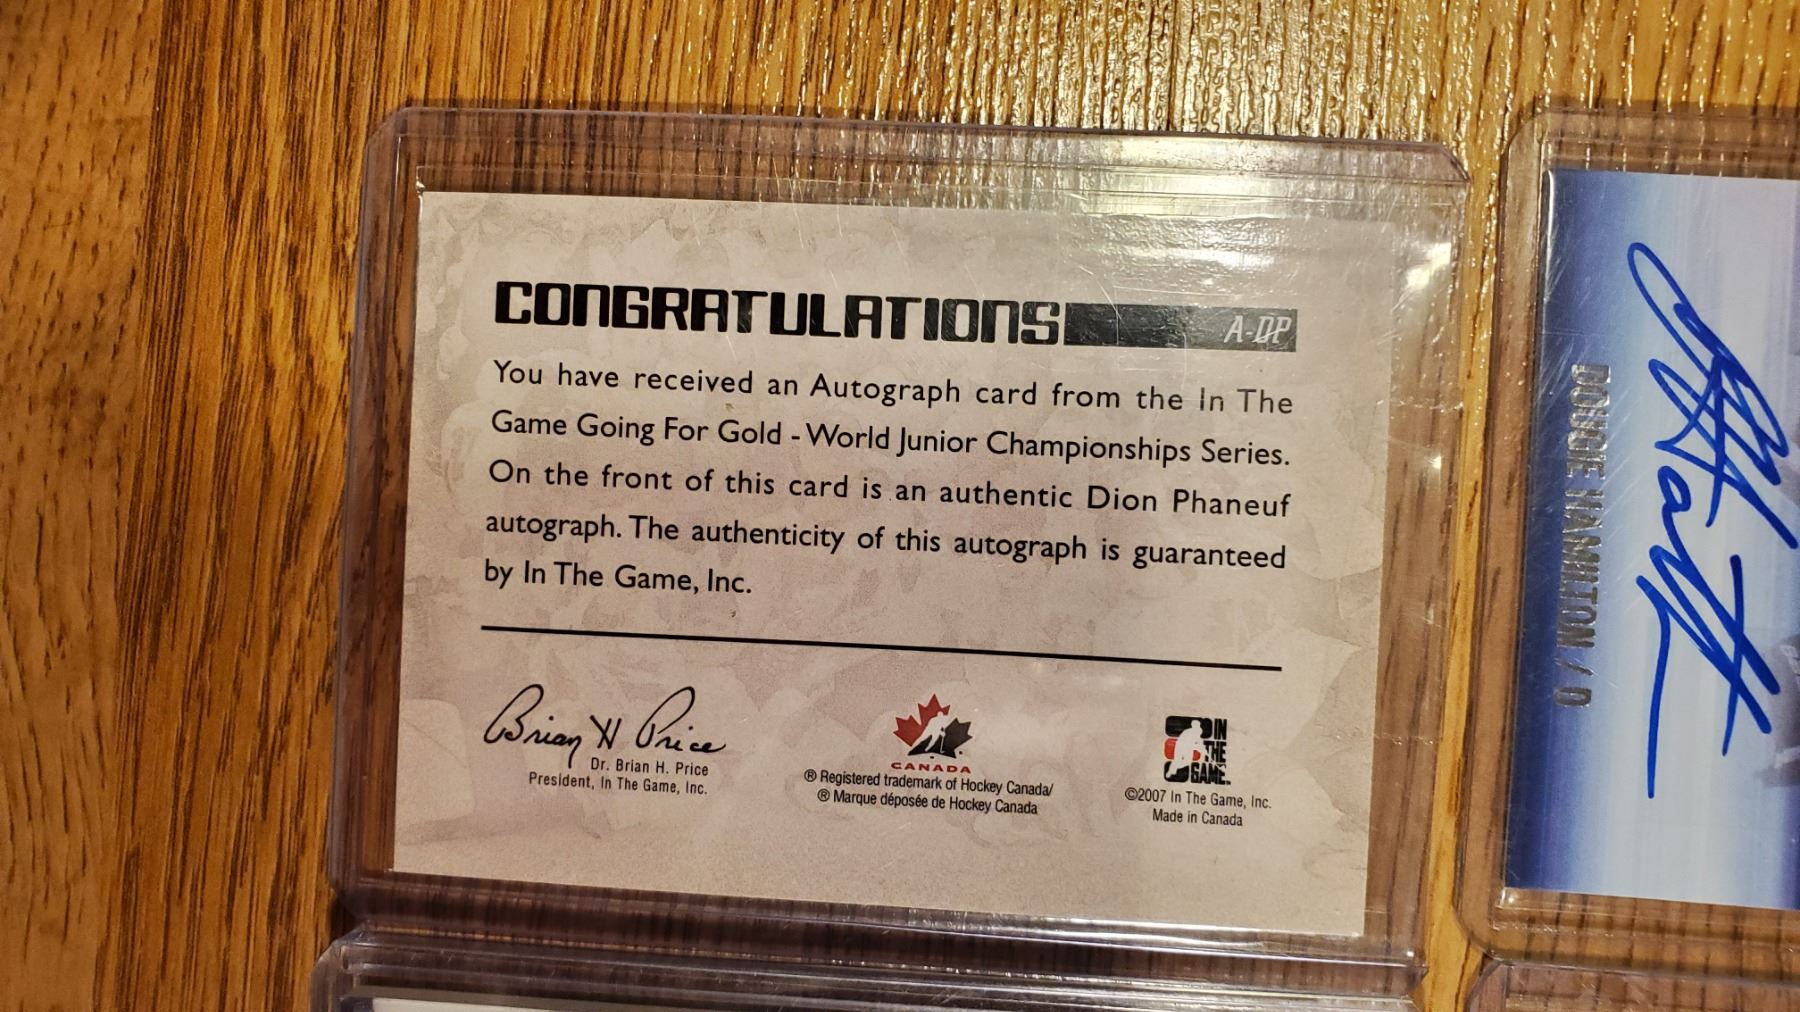 CONGRATULATIONS A-DP
You have received an Autograph card from the In The
Game Going For Gold - World Junior Championships Series.
On the front of this card is an authentic Dion Phaneuf
autograph. The authenticity of this autograph is guaranteed
by In The Game, Inc.
Brian H Price
Dr. Brian H. Price
President, In The Game, Inc.
CANADA
® Registered trademark of Hockey Canada/
® Marque déposée de Hockey Canada
IN
THE
GAME.
©2007 In The Game, Inc.
Made in Canada
DOUGIE HAMILTON / D